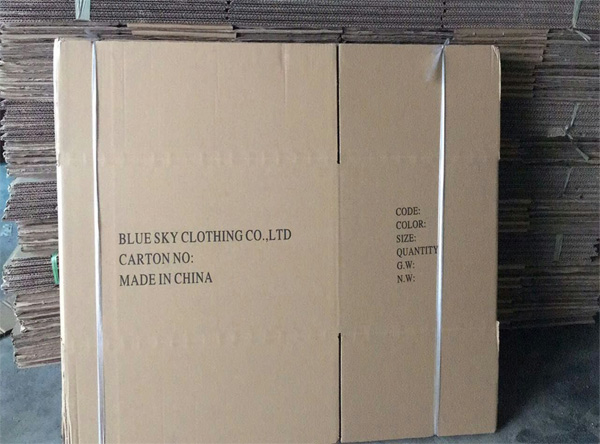 BLUE SKY CLOTHING CO.,LTD
CARTON NO:
MADE IN CHINA
CODE:
COLOR:
SIZE:
QUANTITY
G.W:
N.W: